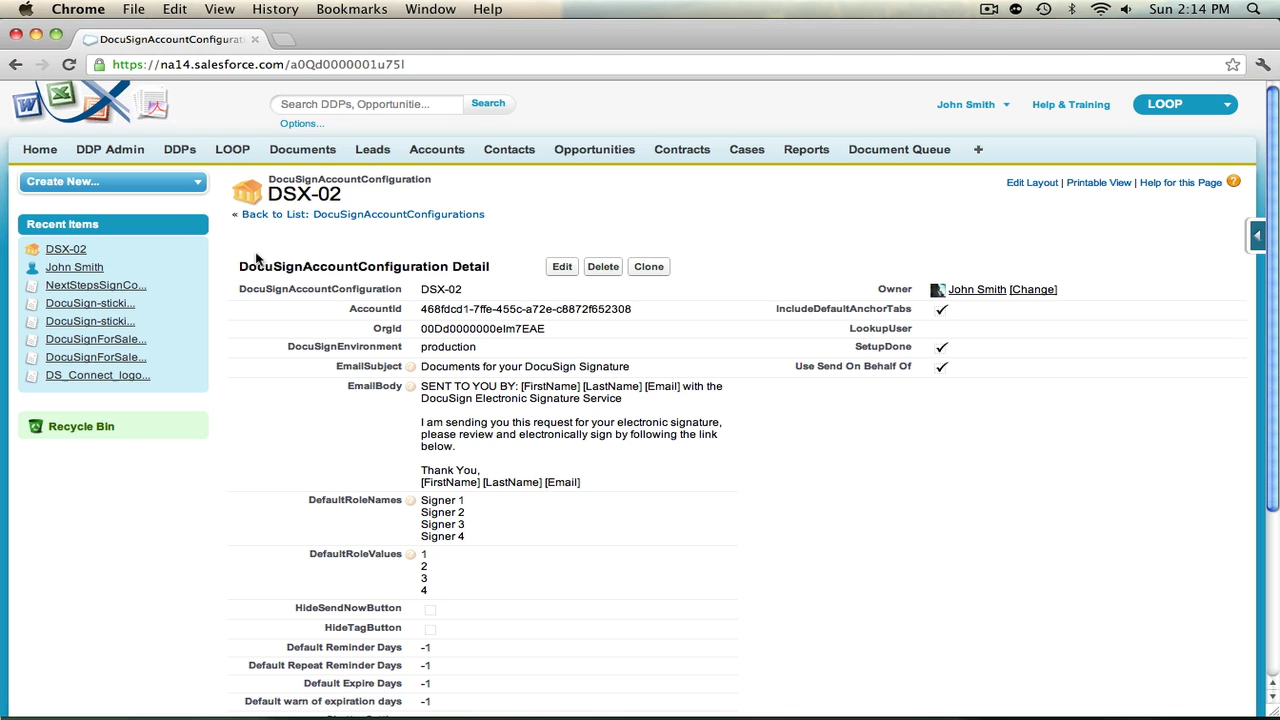 Chrome File Edit View History Bookmarks Window Help Sun 2:14 PM
DocuSignAccountConfigurati
https://na14.salesforce.com/a0Qd0000001u75l
Search DDPs, Opportunitie... Search
Options...
John Smith Help & Training LOOP
Home DDP Admin DDPs LOOP Documents Leads Accounts Contacts Opportunities Contracts Cases Reports Document Queue +
Create New...
Recent Items
DSX-02
John Smith
NextStepsSignCo...
DocuSign-sticki...
DocuSign-sticki...
DocuSignForSale...
DocuSignForSale...
DS_Connect_logo...
Recycle Bin
DocuSignAccountConfiguration
DSX-02
« Back to List: DocuSignAccountConfigurations
Edit Layout | Printable View | Help for this Page ?
DocuSignAccountConfiguration Detail Edit Delete Clone
DocuSignAccountConfiguration DSX-02 Owner John Smith [Change]
AccountId 468fdcd1-7ffe-455c-a72e-c8872f652308 IncludeDefaultAnchorTabs
OrgId 00Dd0000000eIm7EAE LookupUser
DocuSignEnvironment production SetupDone
EmailSubject Documents for your DocuSign Signature Use Send On Behalf Of
EmailBody SENT TO YOU BY: [FirstName] [LastName] [Email] with the
DocuSign Electronic Signature Service
I am sending you this request for your electronic signature,
please review and electronically sign by following the link
below.
Thank You,
[FirstName] [LastName] [Email]
DefaultRoleNames Signer 1
Signer 2
Signer 3
Signer 4
DefaultRoleValues 1
2
3
4
HideSendNowButton
HideTagButton
Default Reminder Days -1
Default Repeat Reminder Days -1
Default Expire Days -1
Default warn of expiration days -1